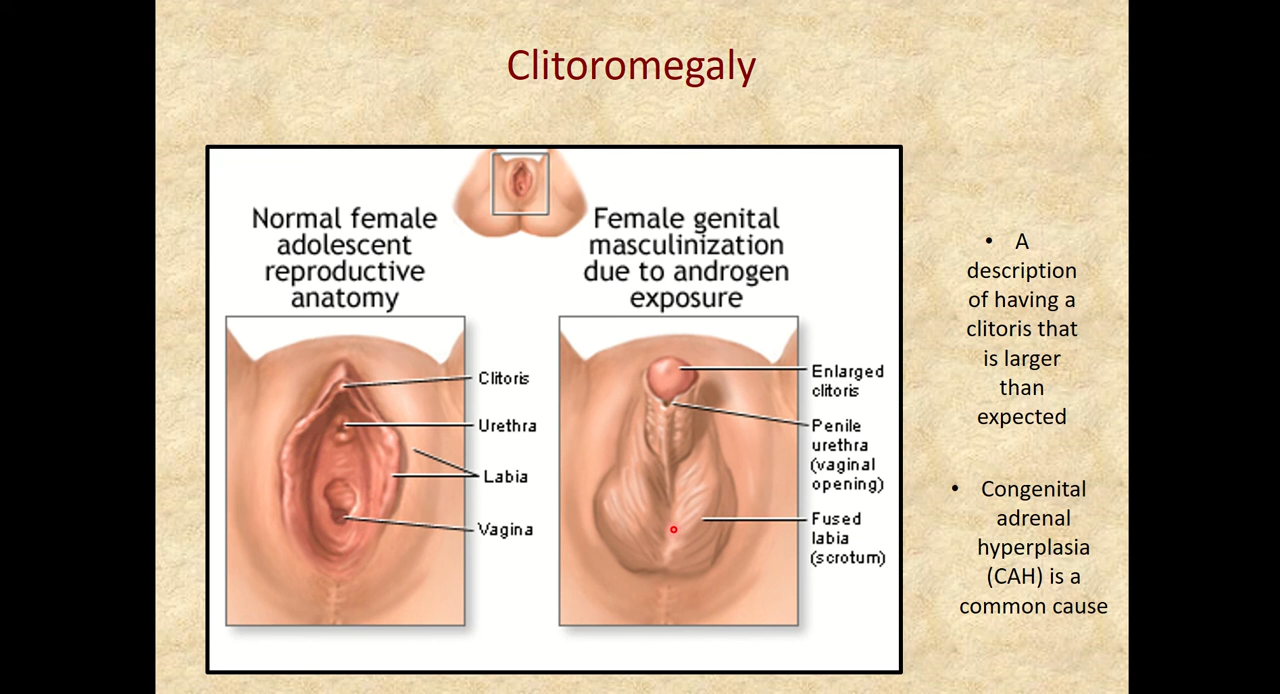 Clitoromegaly
Normal female
adolescent
reproductive
anatomy
Clitoris
Urethra
Labia
Vagina
Female genital
masculinization
due to androgen
exposure
Enlarged
clitoris
Penile
urethra
(vaginal
opening)
Fused
labia
(scrotum)
• A
description
of having a
clitoris that
is larger
than
expected
• Congenital
adrenal
hyperplasia
(CAH) is a
common cause